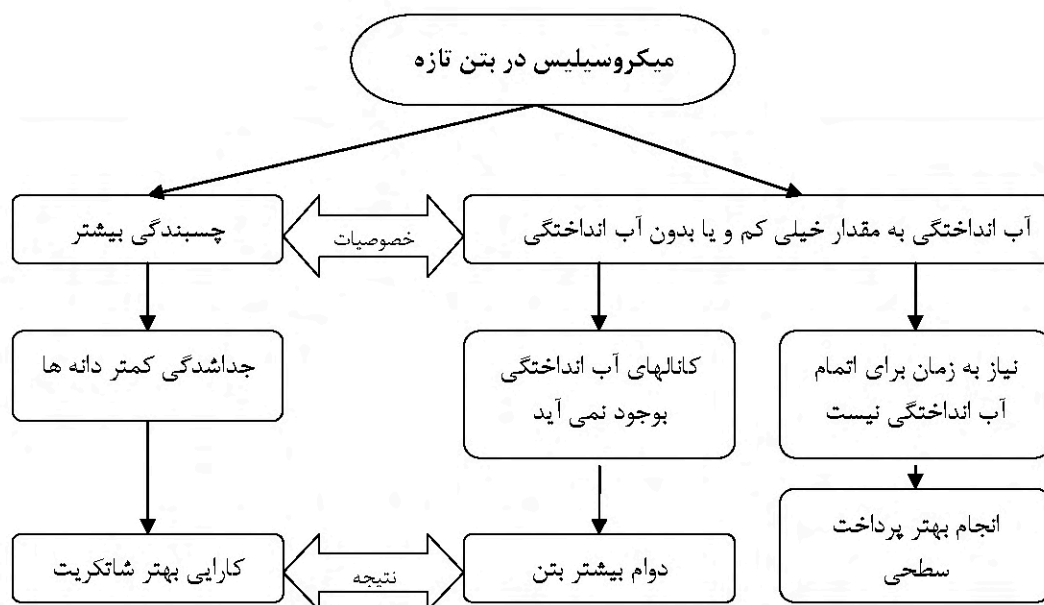 میکروسیلیس در بتن تازه
آب انداختگی به مقدار خیلی کم و یا بدون آب انداختگی
خصوصیات
چسبندگی بیشتر
نیاز به زمان برای اتمام
آب انداختگی نیست
کانالهای آب انداختگی
بوجود نمی آید
جداشدگی کمتر دانه ها
انجام بهتر پرداخت
سطحی
دوام بیشتر بتن
نتیجه
کارایی بهتر شاتکریت